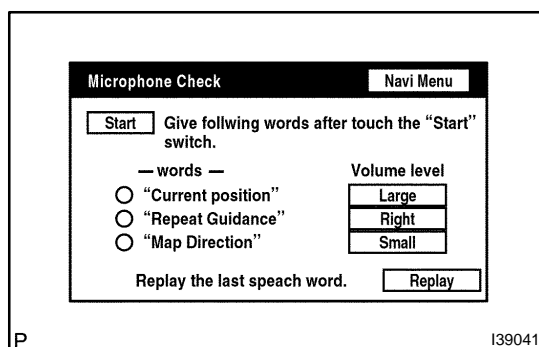 Microphone Check Navi Menu
Start Give follwing words after touch the “Start”
switch.
— words — Volume level
“Current position” Large
“Repeat Guidance” Right
“Map Direction” Small
Replay the last speach word. Replay
P I39041